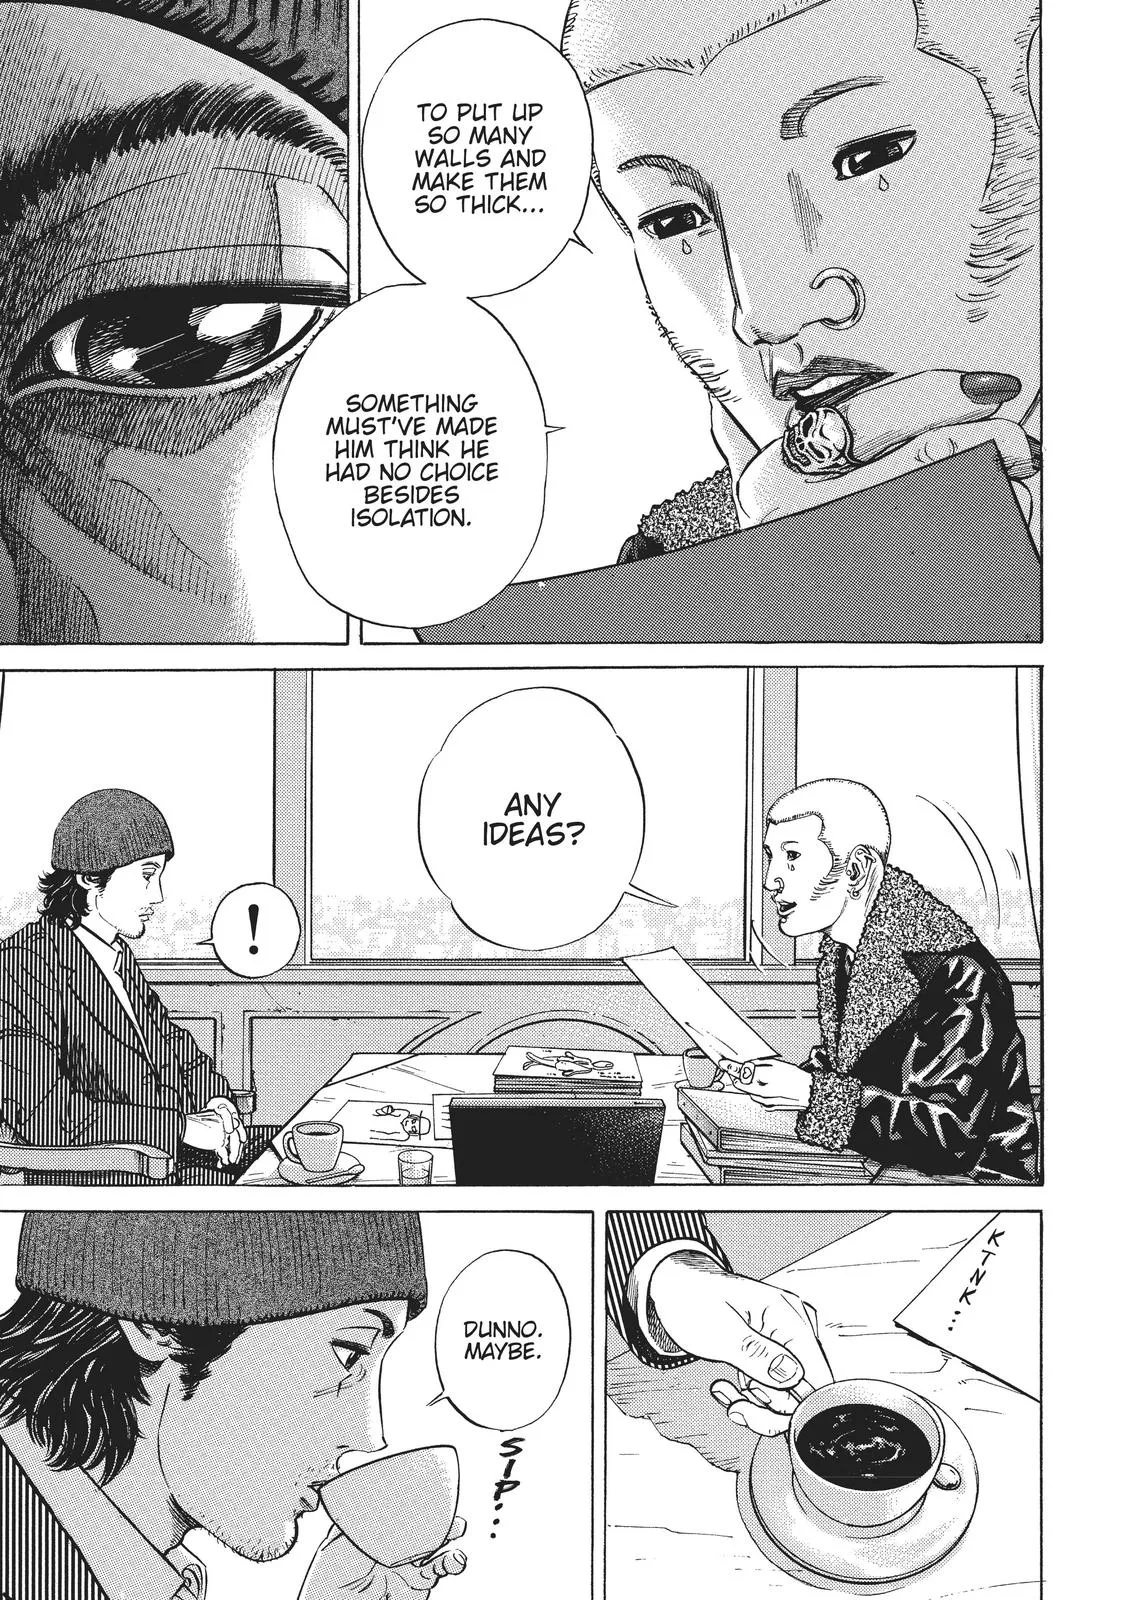 TO PUT UP
SO MANY
WALLS AND
MAKE THEM
SO THICK...
SOMETHING
MUST'VE MADE
HIM THINK HE
HAD NO CHOICE
BESIDES
ISOLATION.
ANY
IDEAS?
!
KTNK...
DUNNO.
MAYBE.
SIP...